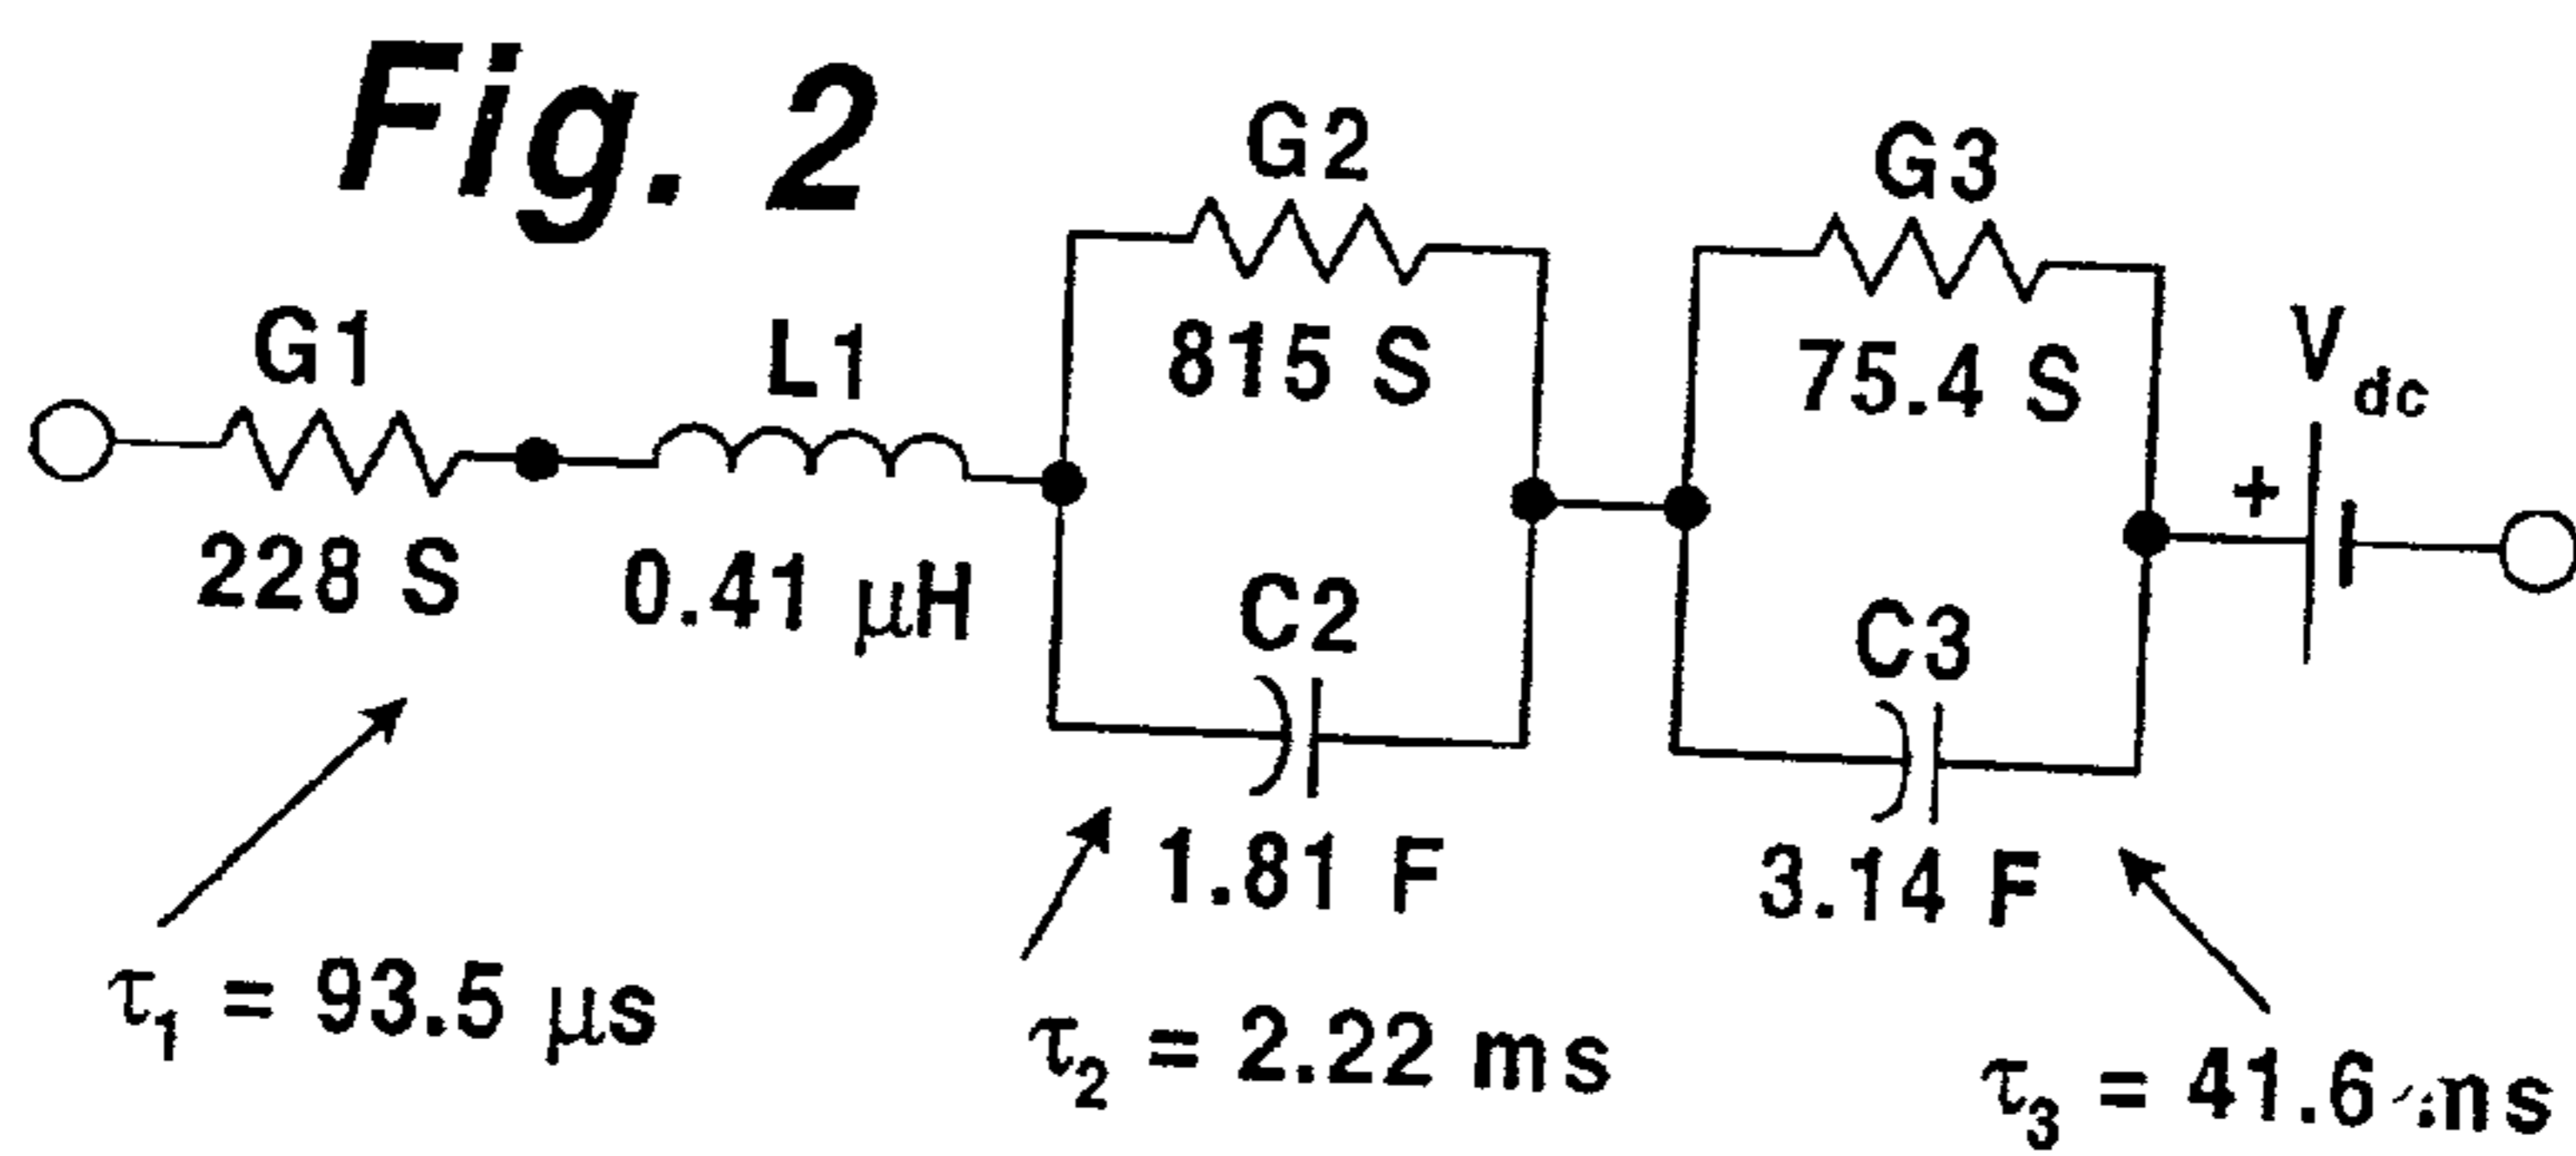 Fig. 2
G1
228 S
L1
0.41 μH
G2
815 S
C2
1.81 F
G3
75.4 S
C3
3.14 F
V dc
+
τ1 = 93.5 μs
τ2 = 2.22 ms
τ3 = 41.6